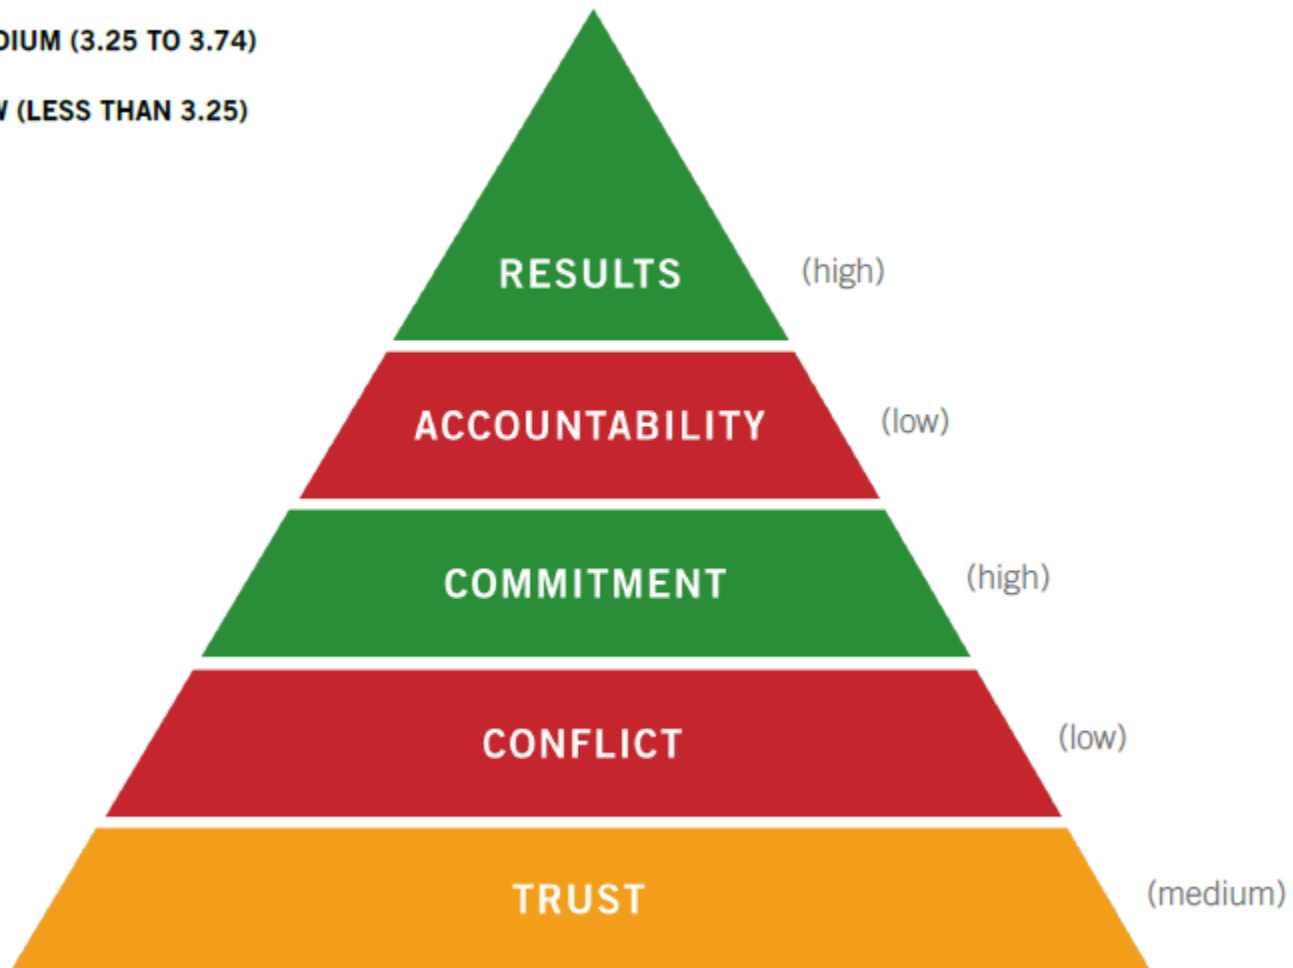 DIUM (3.25 TO 3.74)
W (LESS THAN 3.25)
RESULTS
(high)
ACCOUNTABILITY
(low)
COMMITMENT
(high)
CONFLICT
(low)
TRUST
(medium)